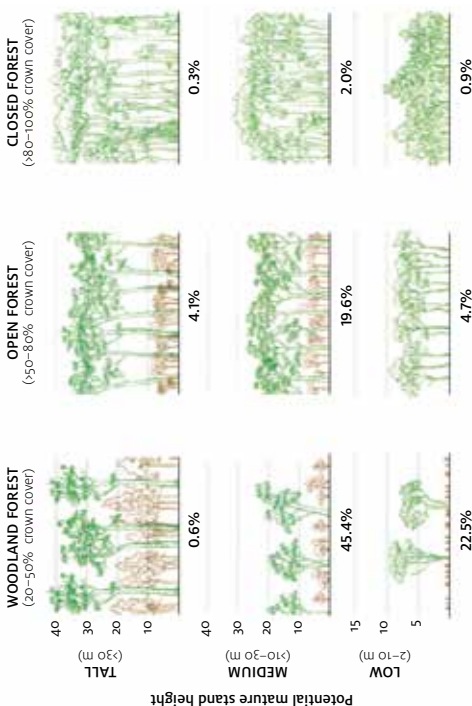 WOODLAND FOREST
(20–50% crown cover)
OPEN FOREST
(>50–80% crown cover)
CLOSED FOREST
(>80–100% crown cover)
Potential mature stand height
TALL
(>30 m)
40
30
20
10
0.6%
4.1%
0.3%
MEDIUM
(>10–30 m)
40
30
20
10
45.4%
19.6%
2.0%
LOW
(2–10 m)
15
10
5
22.5%
4.7%
0.9%